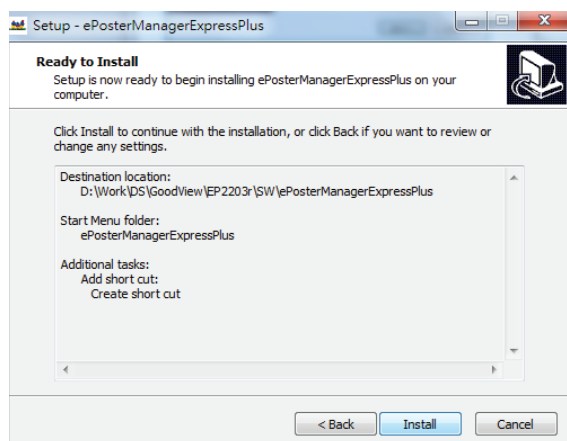 Setup - ePosterManagerExpressPlus
Ready to Install
Setup is now ready to begin installing ePosterManagerExpressPlus on your
computer.
Click Install to continue with the installation, or click Back if you want to review or
change any settings.
Destination location:
D:\Work\DS\GoodView\EP2203r\SW\ePosterManagerExpressPlus
Start Menu folder:
ePosterManagerExpressPlus
Additional tasks:
Add short cut:
Create short cut
< Back Install Cancel